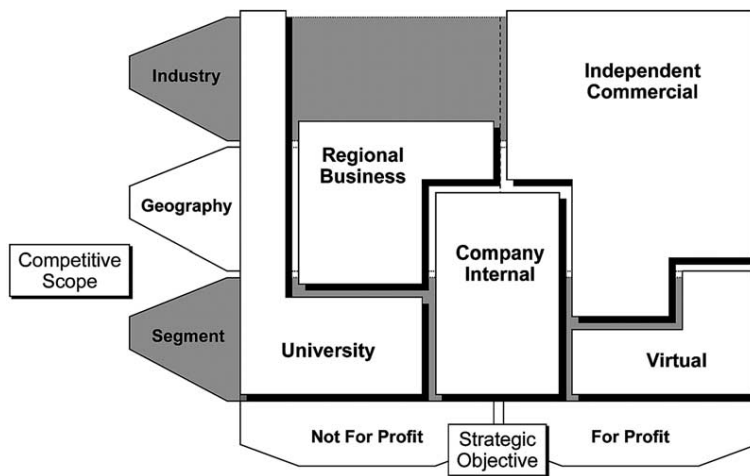 Industry
Independent
Commercial
Regional
Business
Geography
Company
Internal
Competitive
Scope
Segment
University
Virtual
Not For Profit
Strategic
Objective
For Profit